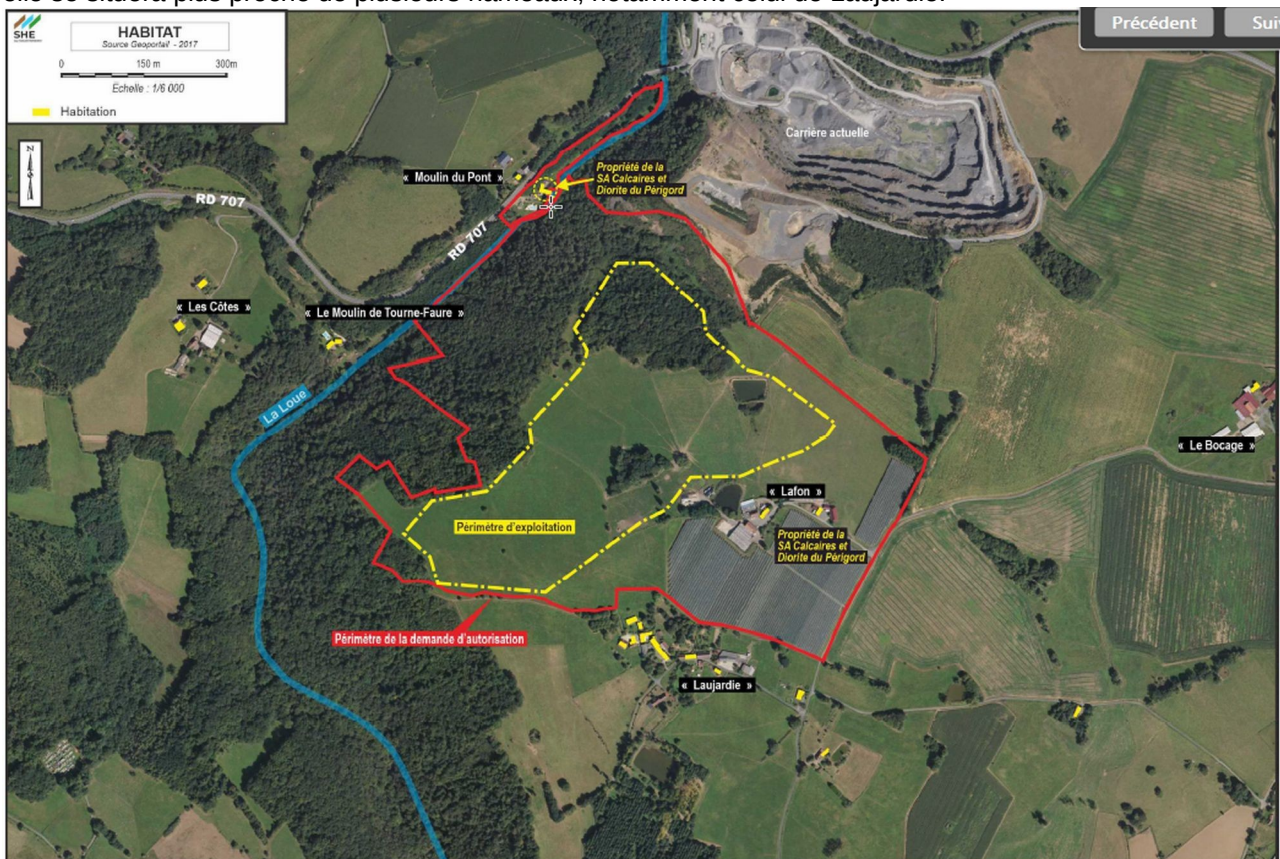 elle se situera plus proche de plusieurs hameaux, notamment celui de Laujardie.
Précédent
SHE
HABITAT
Source Geoportail - 2017
0 150 m 300m
Echelle : 1/6 000
Habitation
N
Carrière actuelle
Propriété de la
SA Calcaires et
Diorite du Périgord
« Moulin du Pont »
RD 707
RD 707
« Les Côtes »
« Le Moulin de Tourne-Faure »
La Loue
« Le Bocage »
« Lafon »
Périmètre d'exploitation
Propriété de la
SA Calcaires et
Diorite du Périgord
Périmètre de la demande d'autorisation
« Laujardie »